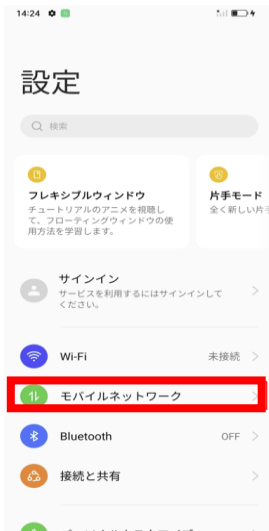 14:24
設定
検索
フレキシブルウィンドウ
チュートリアルのアニメを視聴し
て、フローティングウィンドウの使
用方法を学習します。
片手モード
全く新しい片
サインイン
サービスを利用するにはサインインして
ください。
Wi-Fi
未接続
モバイルネットワーク
Bluetooth
OFF
接続と共有